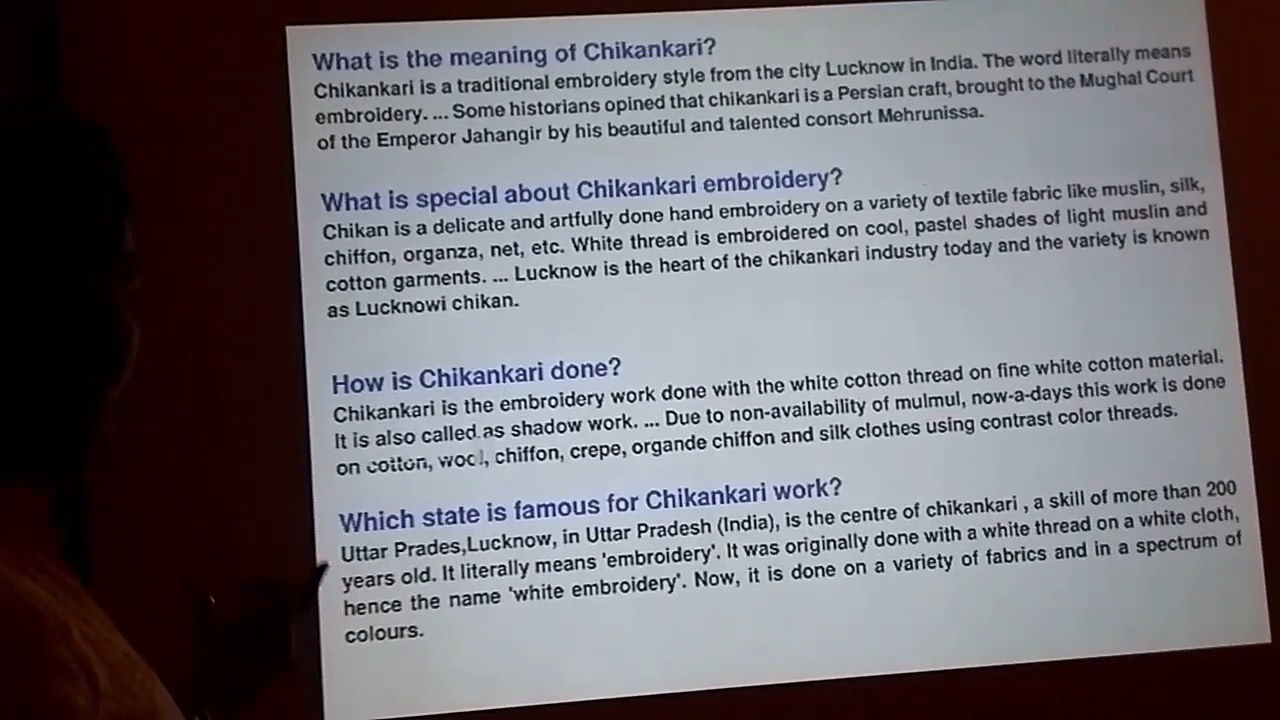 What is the meaning of Chikankari?
Chikankari is a traditional embroidery style from the city Lucknow in India. The word literally means
embroidery. ... Some historians opined that chikankari is a Persian craft, brought to the Mughal Court
of the Emperor Jahangir by his beautiful and talented consort Mehrunissa.
What is special about Chikankari embroidery?
Chikan is a delicate and artfully done hand embroidery on a variety of textile fabric like muslin, silk,
chiffon, organza, net, etc. White thread is embroidered on cool, pastel shades of light muslin and
cotton garments. ... Lucknow is the heart of the chikankari industry today and the variety is known
as Lucknowi chikan.
How is Chikankari done?
Chikankari is the embroidery work done with the white cotton thread on fine white cotton material.
It is also called as shadow work. ... Due to non-availability of mulmul, now-a-days this work is done
on cotton, wool, chiffon, crepe, organde chiffon and silk clothes using contrast color threads.
Which state is famous for Chikankari work?
Uttar Prades,Lucknow, in Uttar Pradesh (India), is the centre of chikankari , a skill of more than 200
years old. It literally means 'embroidery'. It was originally done with a white thread on a white cloth,
hence the name 'white embroidery'. Now, it is done on a variety of fabrics and in a spectrum of
colours.